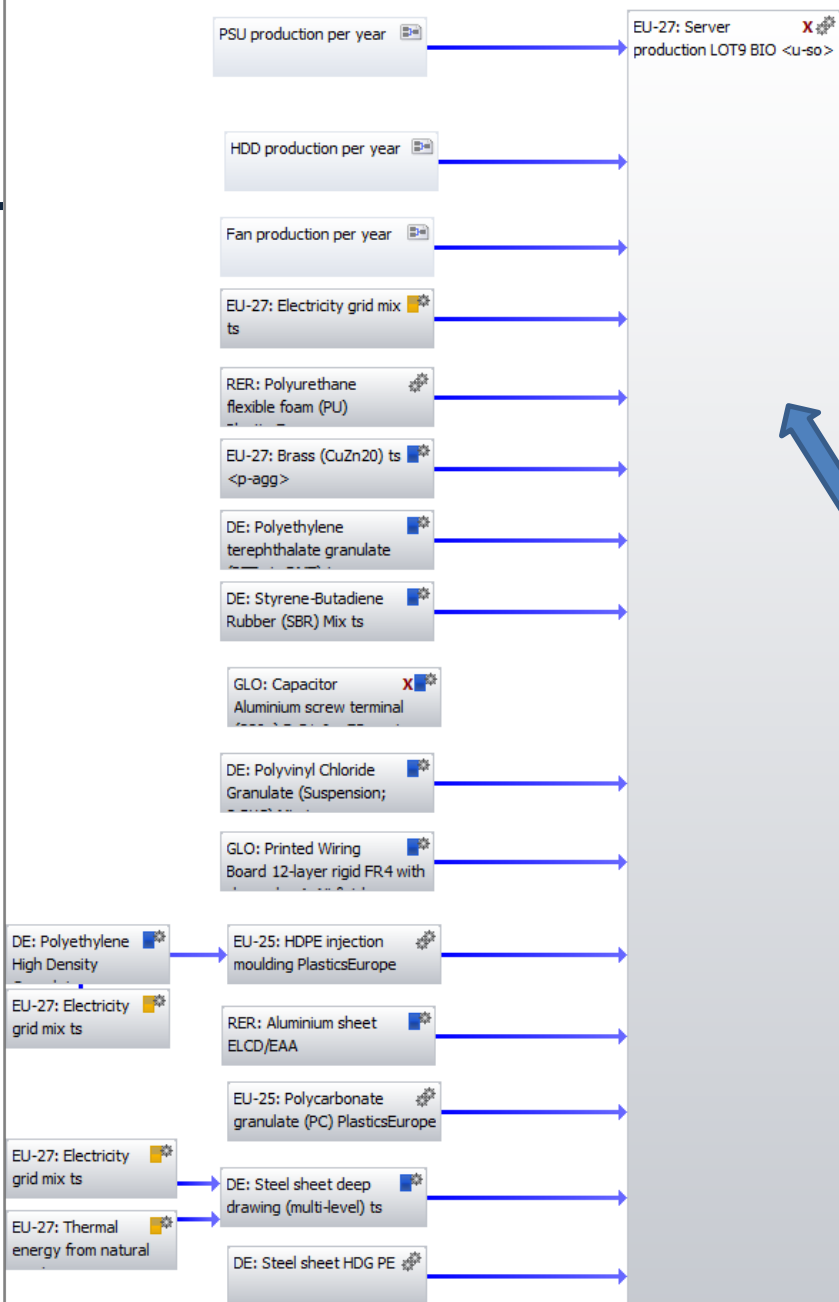 PSU production per year
EU-27: Server X
production LOT9 BIO <u-so>
HDD production per year
Fan production per year
EU-27: Electricity grid mix
ts
RER: Polyurethane
flexible foam (PU)
EU-27: Brass (CuZn20) ts
<p-agg>
DE: Polyethylene
terephthalate granulate
DE: Styrene-Butadiene
Rubber (SBR) Mix ts
GLO: Capacitor X
Aluminium screw terminal
DE: Polyvinyl Chloride
Granulate (Suspension;
GLO: Printed Wiring
Board 12-layer rigid FR4 with
DE: Polyethylene
High Density
EU-25: HDPE injection
moulding PlasticsEurope
EU-27: Electricity
grid mix ts
RER: Aluminium sheet
ELCD/EAA
EU-25: Polycarbonate
granulate (PC) PlasticsEurope
EU-27: Electricity
grid mix ts
DE: Steel sheet deep
drawing (multi-level) ts
EU-27: Thermal
energy from natural
DE: Steel sheet HDG PE